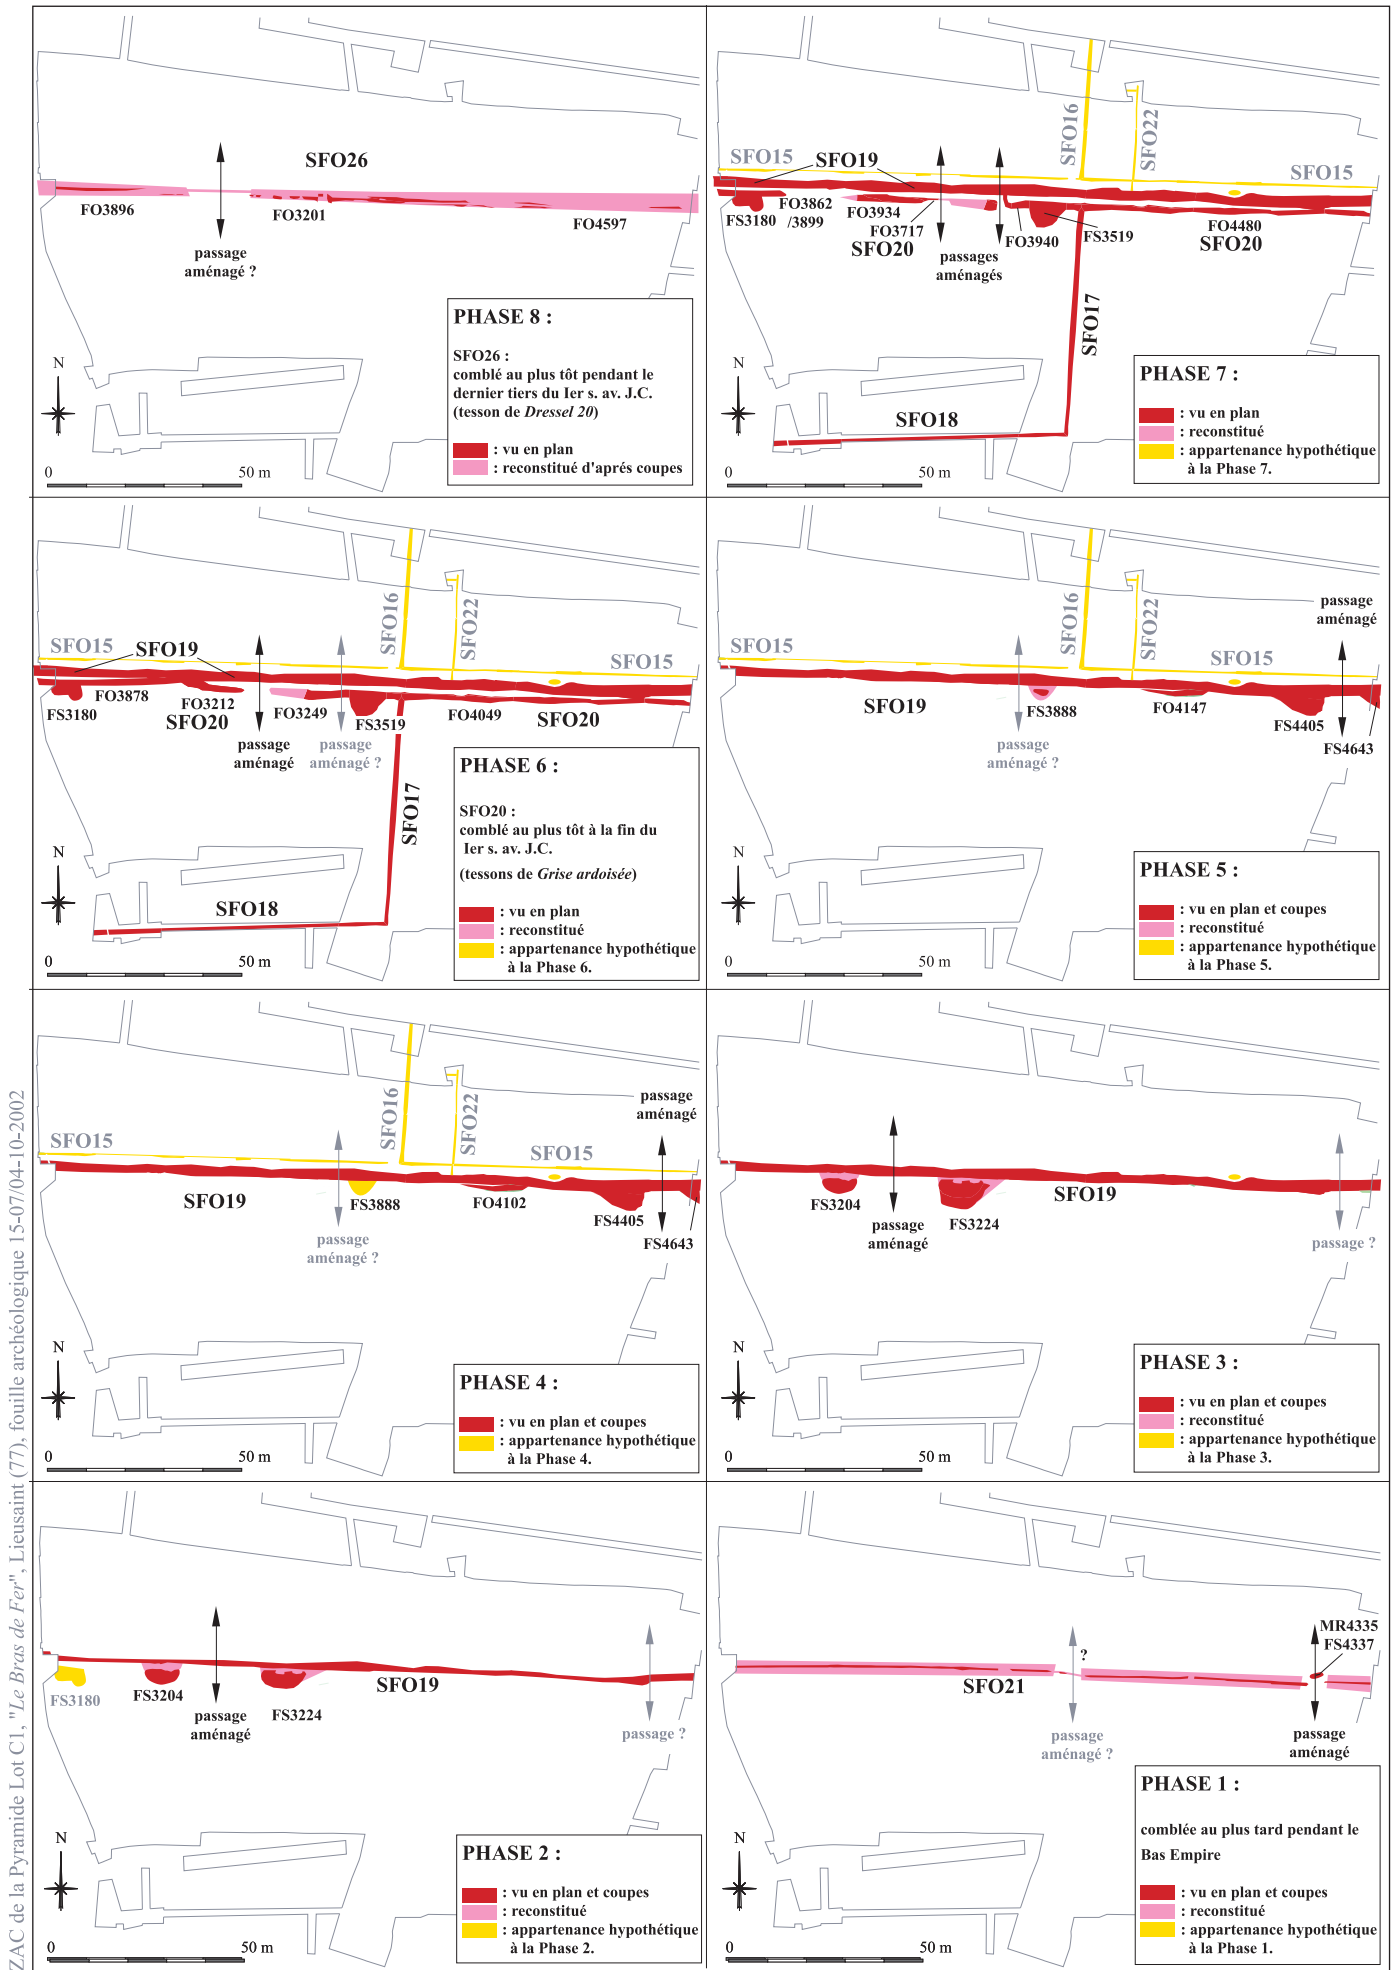 ZAC de la Pyramide Lot C1, "Le Bras de Fer", Lieusaint (77), fouille archéologique 15-07/04-10-2002
SFO26
FO3896
FO3201
FO4597
passage
aménagé ?
N
0
50 m
PHASE 8 :
SFO26 :
comblé au plus tôt pendant le
dernier tiers du Ier s. av. J.C.
(tesson de Dressel 20)
: vu en plan
: reconstitué d'aprés coupes
SFO16
SFO22
SFO15
SFO19
SFO15
FS3180
FO3862
/3899
FO3934
FO3717
SFO20
FO3940
FS3519
FO4480
SFO20
passages
aménagés
SFO17
SFO18
N
0
50 m
PHASE 7 :
: vu en plan
: reconstitué
: appartenance hypothétique
à la Phase 7.
SFO16
SFO22
SFO15
SFO19
SFO15
FS3180
FO3878
FO3212
SFO20
FO3249
FS3519
FO4049
SFO20
passage
aménagé
passage
aménagé ?
SFO17
SFO18
N
0
50 m
PHASE 6 :
SFO20 :
comblé au plus tôt à la fin du
Ier s. av. J.C.
(tessons de Grise ardoisée)
: vu en plan
: reconstitué
: appartenance hypothétique
à la Phase 6.
passage
aménagé
SFO16
SFO22
SFO15
SFO15
SFO19
FS3888
FO4147
FS4405
FS4643
passage
aménagé ?
N
0
50 m
PHASE 5 :
: vu en plan et coupes
: reconstitué
: appartenance hypothétique
à la Phase 5.
passage
aménagé
SFO16
SFO22
SFO15
SFO15
SFO19
FS3888
FO4102
FS4405
FS4643
passage
aménagé ?
N
0
50 m
PHASE 4 :
: vu en plan et coupes
: appartenance hypothétique
à la Phase 4.
FS3204
FS3224
SFO19
passage
aménagé
passage ?
N
0
50 m
PHASE 3 :
: vu en plan et coupes
: reconstitué
: appartenance hypothétique
à la Phase 3.
FS3180
FS3204
FS3224
SFO19
passage
aménagé
passage ?
N
0
50 m
PHASE 2 :
: vu en plan et coupes
: reconstitué
: appartenance hypothétique
à la Phase 2.
MR4335
FS4337
?
SFO21
passage
aménagé ?
passage
aménagé
N
0
50 m
PHASE 1 :
comblée au plus tard pendant le
Bas Empire
: vu en plan et coupes
: reconstitué
: appartenance hypothétique
à la Phase 1.